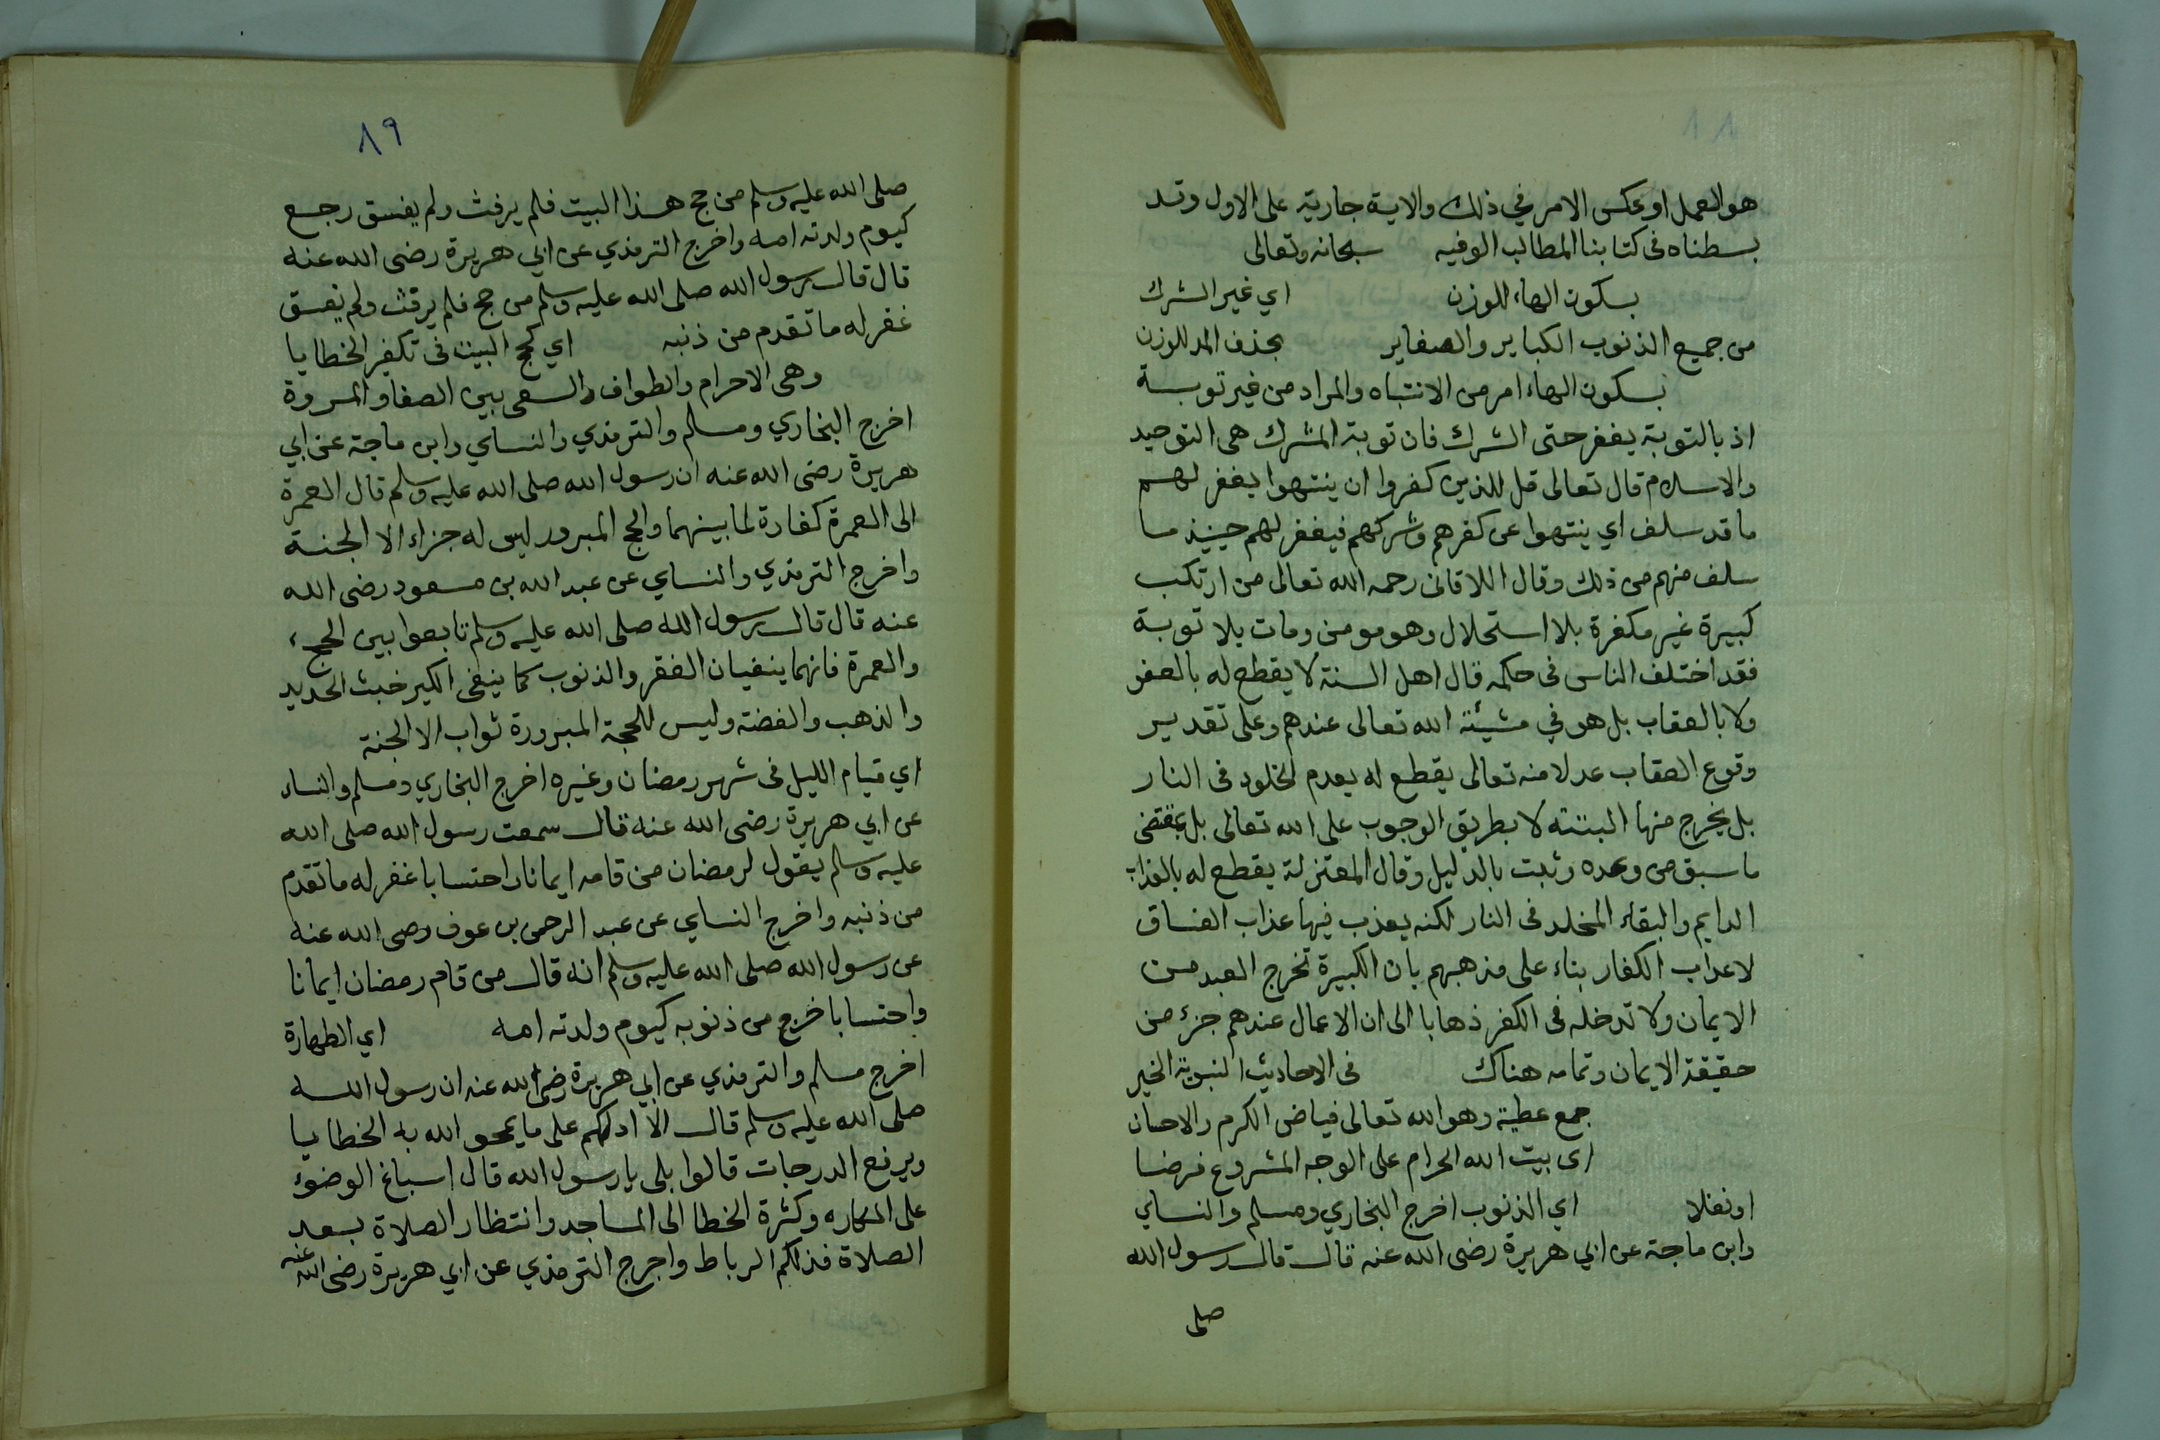 هو العمل او عكس الامر في ذلك والاية جارية على الاول وقد
بسطناه في كتابنا المطالب الوفيه سبحانه وتعالى
بسكون الهاء للوزن اي غير الشرك
من جميع الذنوب الكباير والصغاير بحذف المد للوزن
بسكون الهاء امر من الانتباه والمراد من غير توبة
اذ بالتوبة يغفر حتى الشرك فان توبة المشرك هي التوحيد
والاسلام قال تعالى قل للذين كفروا ان ينتهوا يغفر لهم
ما قد سلف اي ينتهوا عن كفرهم وشركهم فيغفر لهم حينيذ ما
سلف منهم من ذلك وقال اللاقاني رحمه الله تعالى من ارتكب
كبيرة غير مكفرة بلا استحلال وهو مومن ومات بلا توبة
فقد اختلف الناس في حكمه قال اهل السنة لا يقطع له بالعفو
ولا بالعقاب بل هو في مشيئة الله تعالى عندهم وعلى تقدير
وقوع العقاب عدلا منه تعالى يقطع له بعدم الخلود في النار
بل يخرج منها البتته لا بطريق الوجوب على الله تعالى بل بمقتضى
ما سبق من وعده وثبت بالدليل وقال المعتزلة يقطع له بالعذاب
الدايم والبقاء المخلد في النار لكنه يعذب فيها عذاب الفساق
لا عذاب الكفار بناء على مذهبهم بان الكبيرة تخرج العبد من
الايمان ولا تدخله في الكفر ذهابا الى ان الاعمال عندهم جزء من
حقيقة الايمان وتمامه هناك في الاحاديث النبوية الخير
جمع عطية وهو الله تعالى فياض الكرم والاحسان
اي بيت الله الحرام على الوجه المشروع فرضا
او نفلا اي الذنوب اخرج البخاري ومسلم والنساي
وابن ماجة عن ابي هريرة رضى الله عنه قال قال رسول الله
صلى
٨٩
صلى الله عليه وسلم من حج هذا البيت فلم يرفث ولم يفسق رجع
كيوم ولدته امه واخرج الترمذي عن ابي هريرة رضى الله عنه
قال قال رسول الله صلى الله عليه وسلم من حج فلم يرفث ولم يفسق
غفر له ما تقدم من ذنبه اي كحج البيت في تكفير الخطايا
وهي الاحرام والطواف والسعي بين الصفا والمروة
اخرج البخاري ومسلم والترمذي والنساي وابن ماجة عن ابي
هريرة رضى الله عنه ان رسول الله صلى الله عليه وسلم قال العمرة
الى العمرة كفارة لما بينهما والحج المبرور ليس له جزاء الا الجنة
واخرج الترمذي والنساي عن عبد الله بن مسعود رضى الله
عنه قال قال رسول الله صلى الله عليه وسلم تابعوا بين الحج
والعمرة فانهما ينفيان الفقر والذنوب كما ينفي الكير خبث الحديد
والذهب والفضة وليس للحجة المبرورة ثواب الا الجنة
اي قيام الليل في شهر رمضان وغيره اخرج البخاري ومسلم والنساء
عن ابي هريرة رضى الله عنه قال سمعت رسول الله صلى الله
عليه وسلم يقول لرمضان من قامه ايمانا واحتسابا غفر له ما تقدم
من ذنبه واخرج النساي عن عبد الرحمن بن عوف رضى الله عنه
عن رسول الله صلى الله عليه وسلم انه قال من قام رمضان ايمانا
واحتسابا خرج من ذنوبه كيوم ولدته امه اي الطهارة
اخرج مسلم والترمذي عن ابي هريرة رضى الله عنه ان رسول الله
صلى الله عليه وسلم قال الا ادلكم على ما يمحو الله به الخطايا
ويرفع الدرجات قالوا بلى يا رسول الله قال اسباغ الوضوء
على المكاره وكثرة الخطا الى المساجد وانتظار الصلاة بعد
الصلاة فذلكم الرباط واجرج الترمذي عن ابي هريرة رضى الله عنه